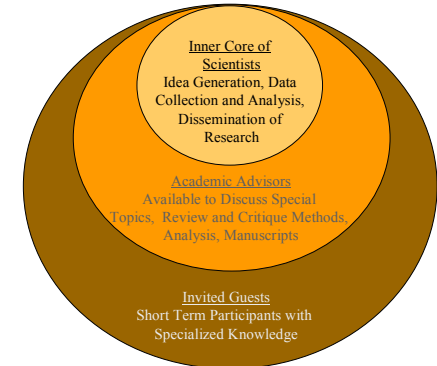 Inner Core of
Scientists
Idea Generation, Data
Collection and Analysis,
Dissemination of
Research
Academic Advisors
Available to Discuss Special
Topics, Review and Critique Methods,
Analysis, Manuscripts
Invited Guests
Short Term Participants with
Specialized Knowledge